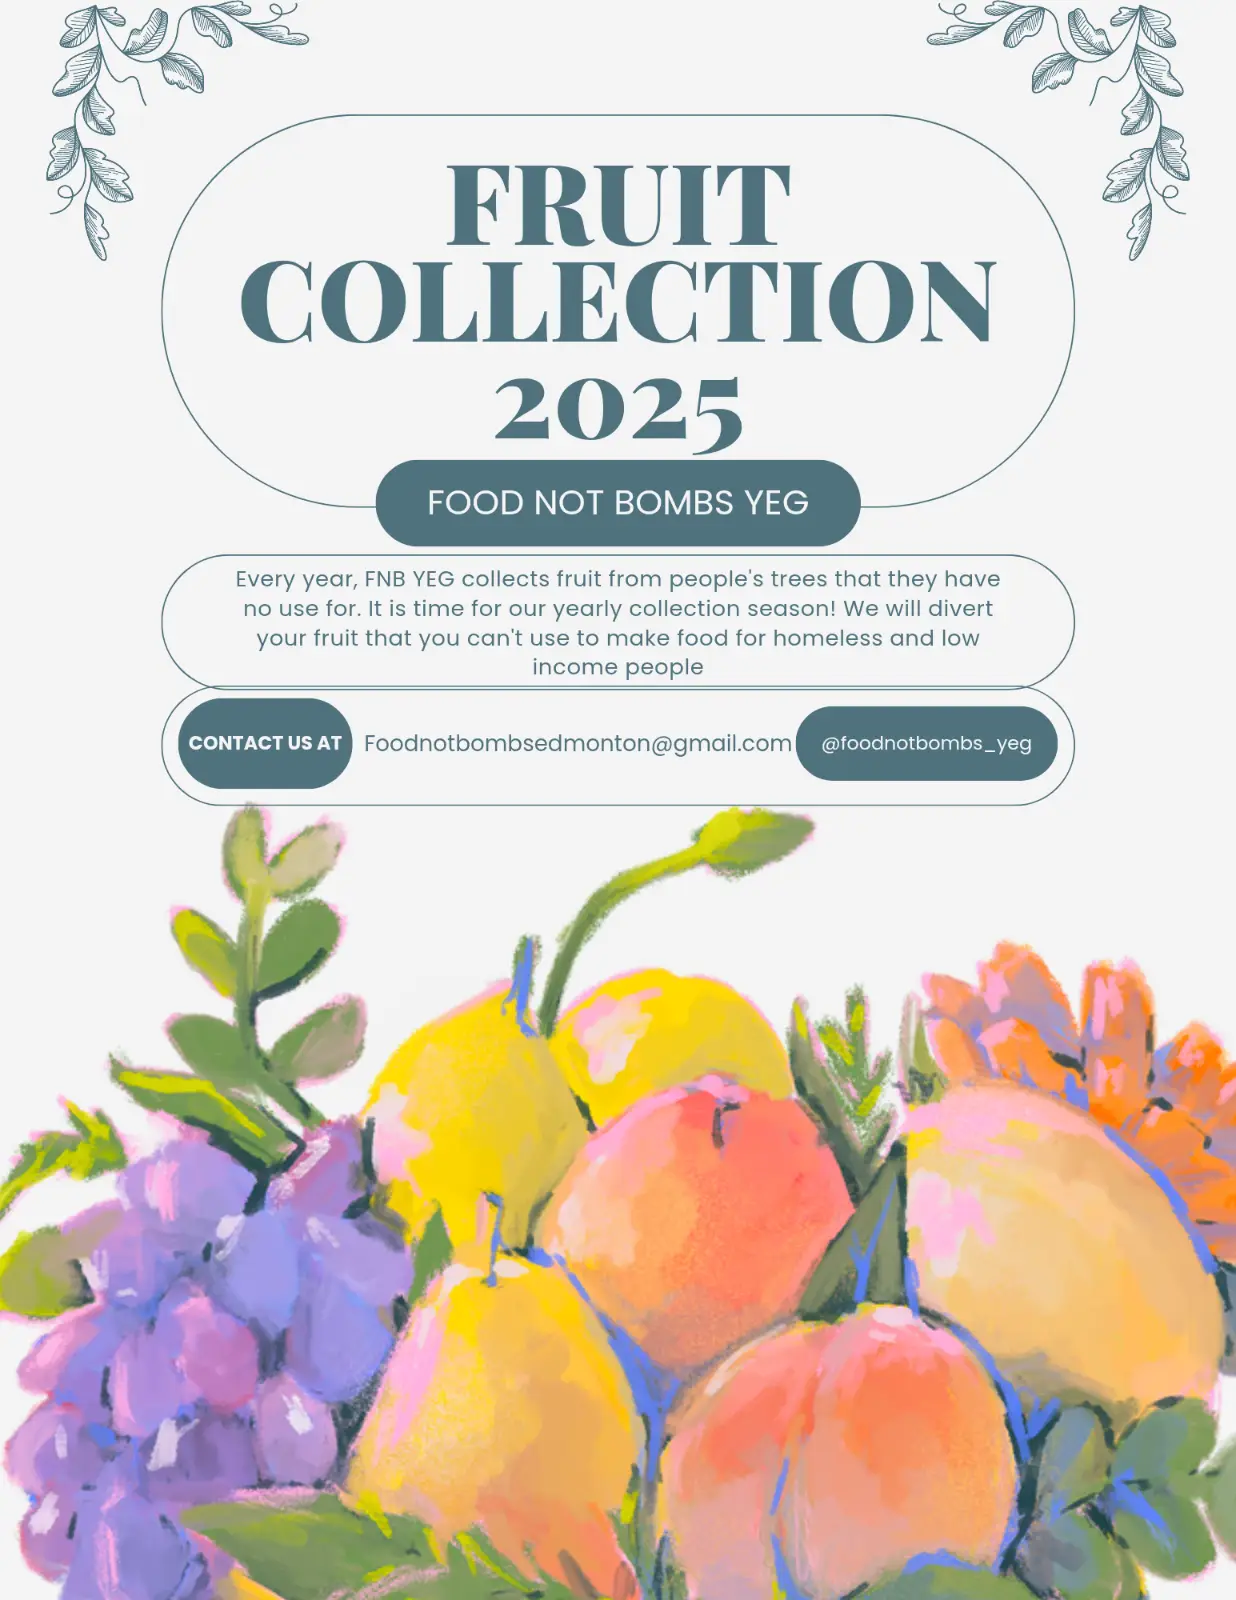 FRUIT
COLLECTION
2025
FOOD NOT BOMBS YEG
Every year, FNB YEG collects fruit from people's trees that they have
no use for. It is time for our yearly collection season! We will divert
your fruit that you can't use to make food for homeless and low
income people
CONTACT US AT
Foodnotbombsedmonton@gmail.com
@foodnotbombs_yeg